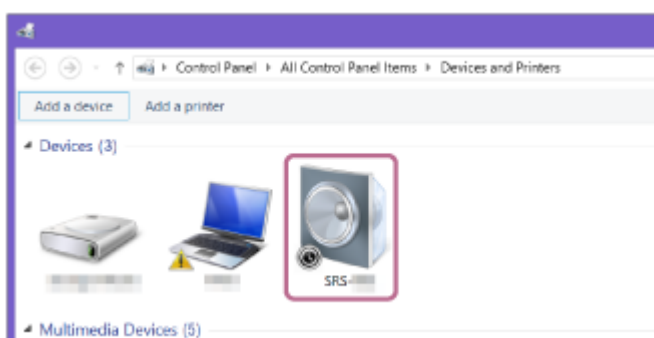 Control Panel ▸ All Control Panel Items ▸ Devices and Printers
Add a device Add a printer
Devices (3)
SRS-
Multimedia Devices (5)